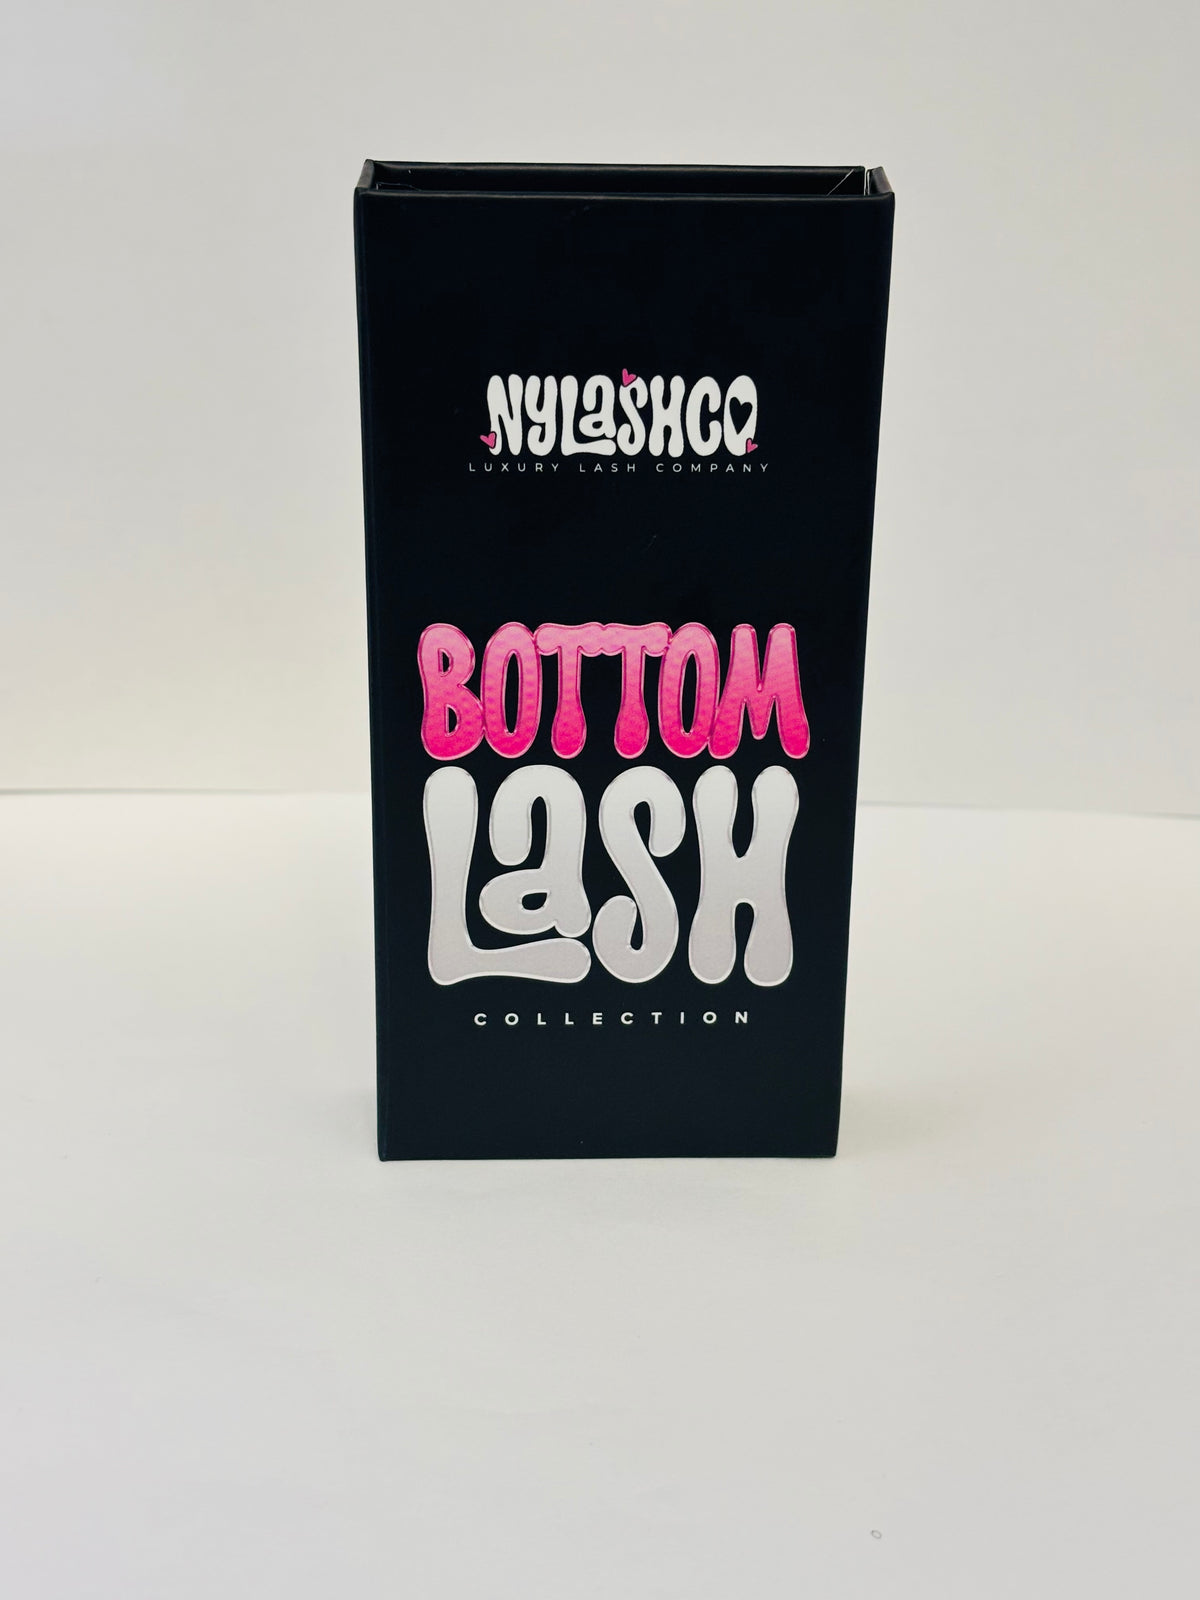 NYLaSHCO
LUXURY LASH COMPANY
BOTTOM
LaSH
COLLECTION